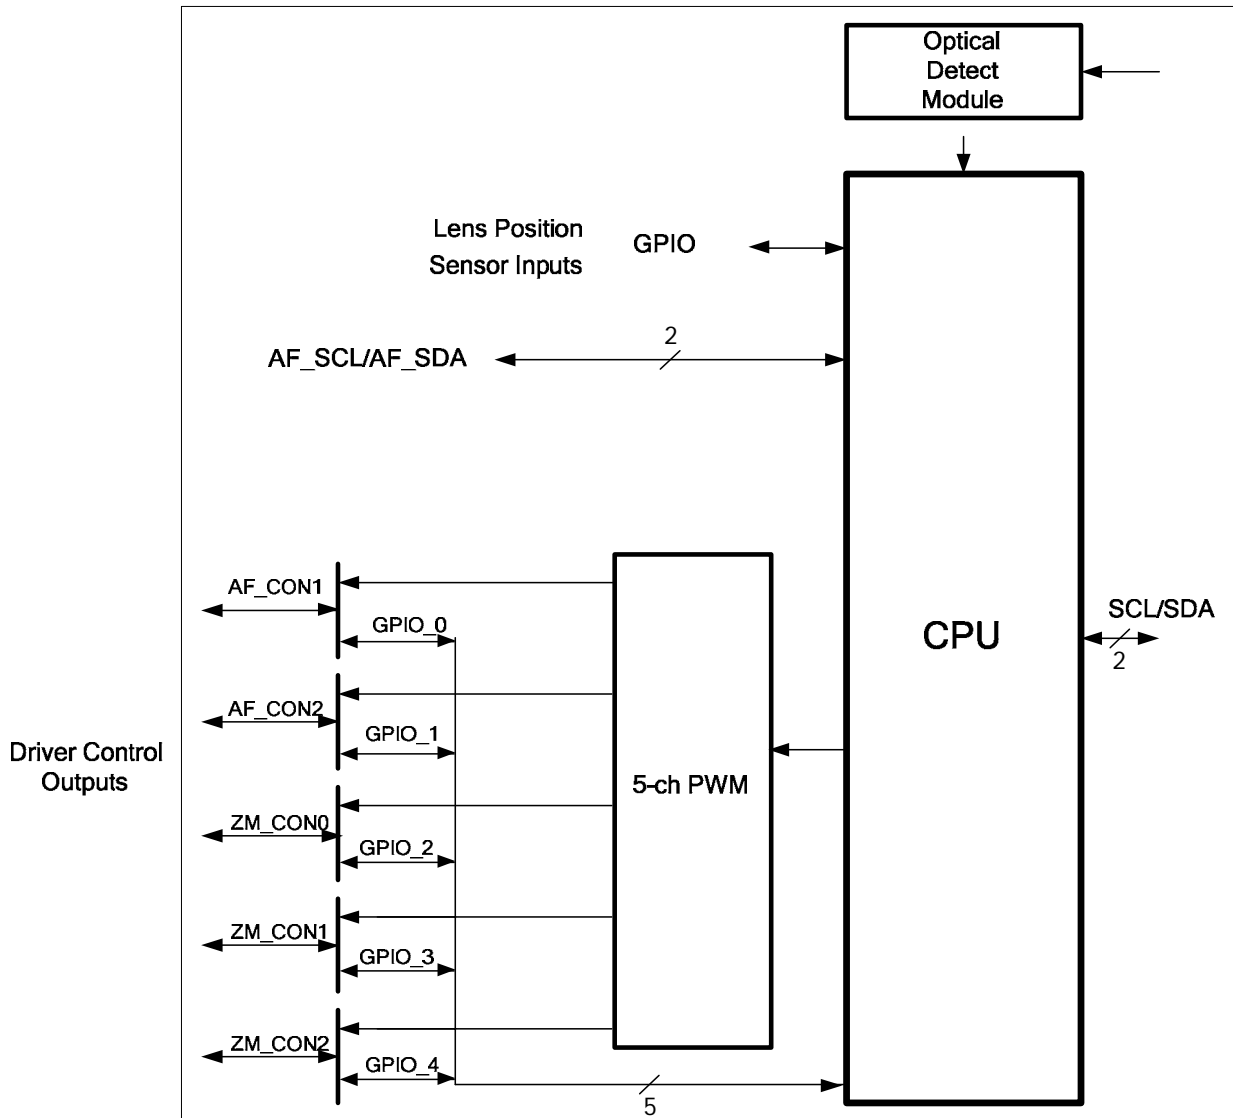 Optical
Detect
Module
Lens Position
Sensor Inputs
GPIO
2
AF_SCL/AF_SDA
AF_CON1
GPIO_0
CPU
SCL/SDA
2
AF_CON2
GPIO_1
Driver Control
Outputs
5-ch PWM
ZM_CON0
GPIO_2
ZM_CON1
GPIO_3
ZM_CON2
GPIO_4
5